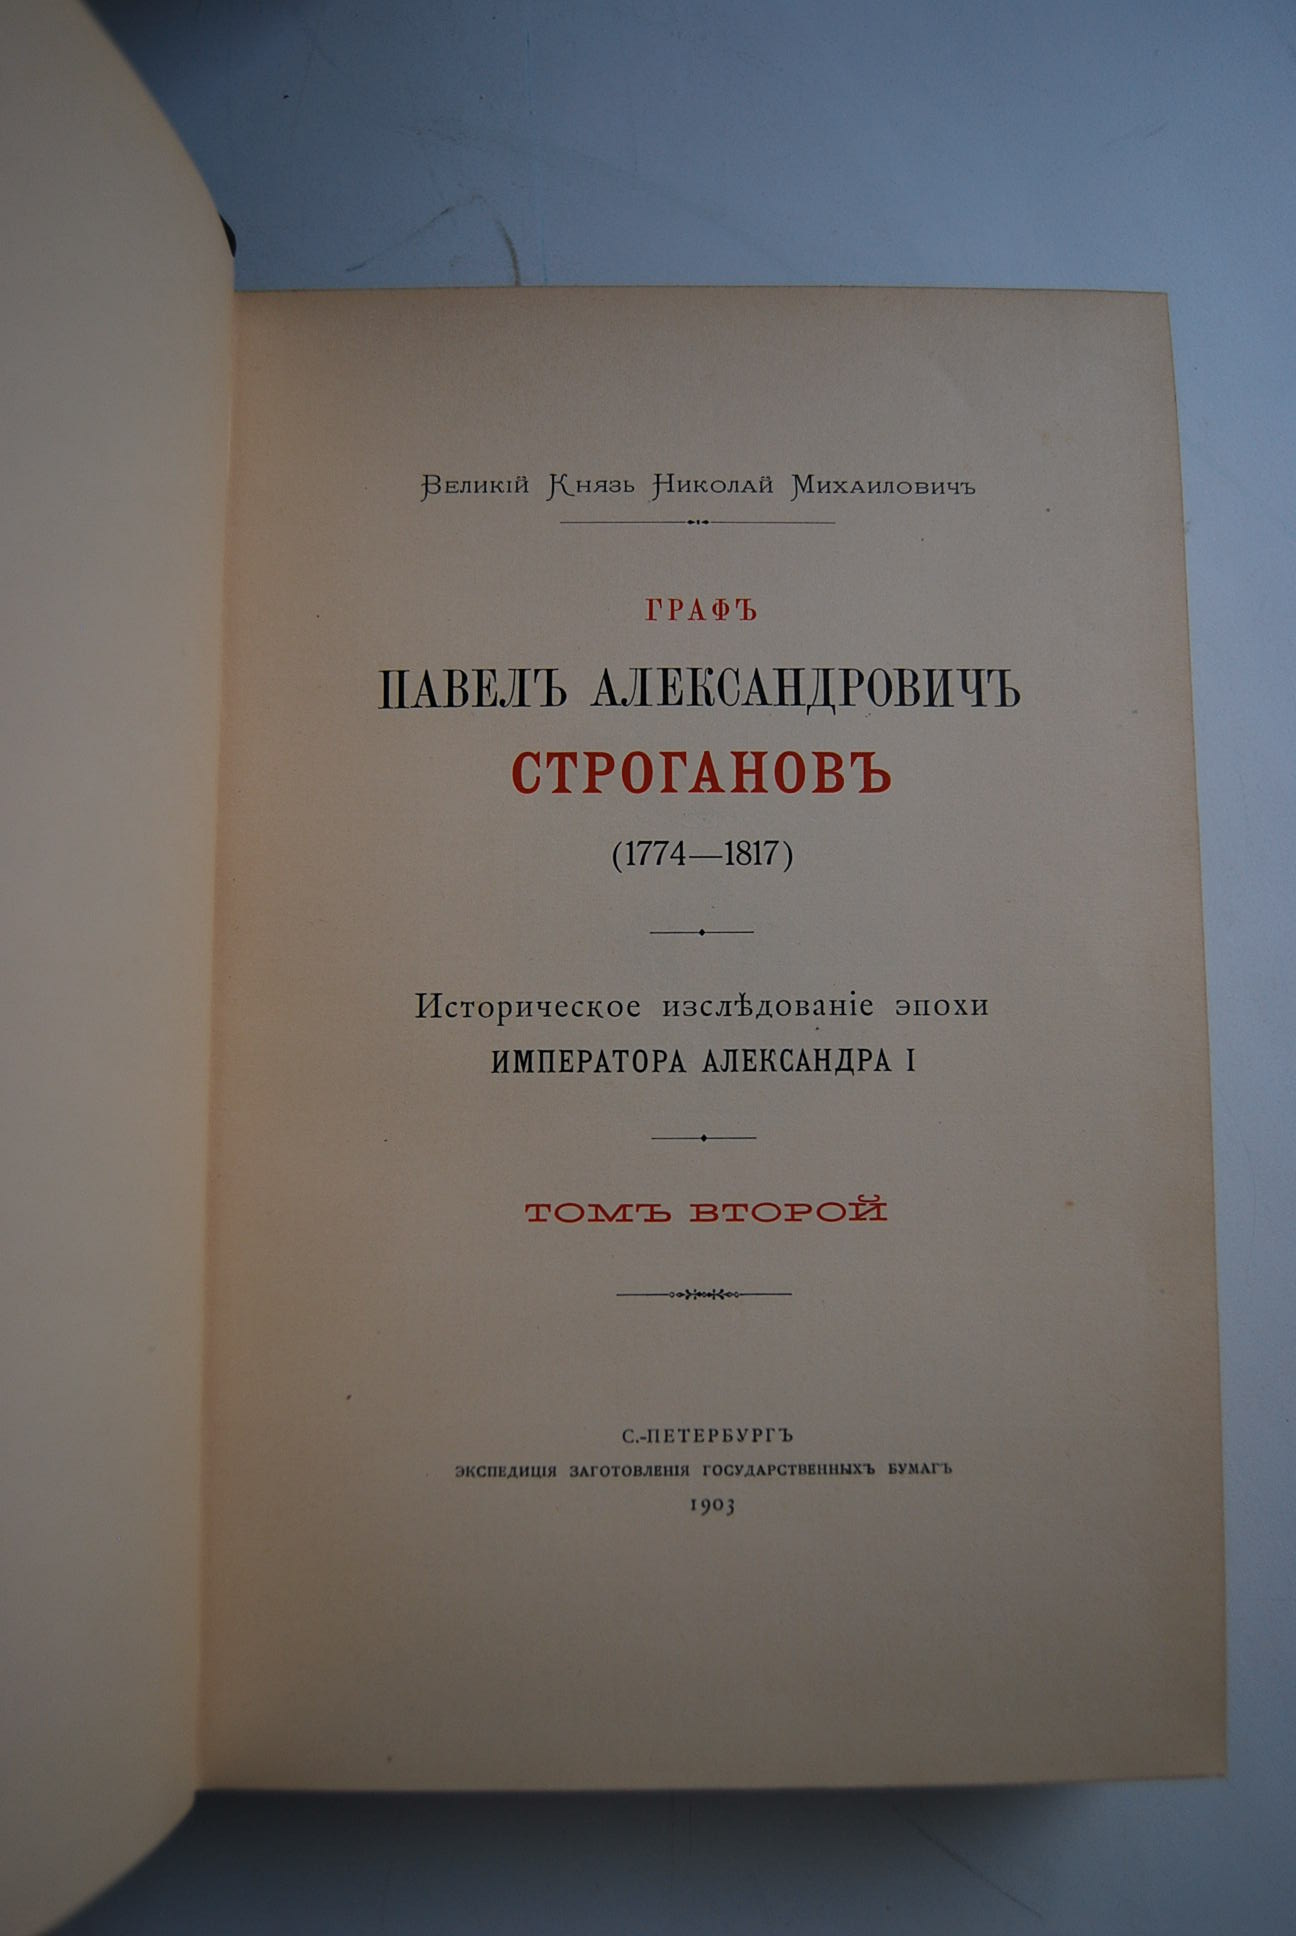 Великій Князь Николай Михаиловичъ
ГРАФЪ
ПАВЕЛЪ АЛЕКСАНДРОВИЧЪ
СТРОГАНОВЪ
(1774—1817)
Историческое изслѣдованіе эпохи
ИМПЕРАТОРА АЛЕКСАНДРА I
ТОМЪ ВТОРОЙ
С.-ПЕТЕРБУРГЪ
ЭКСПЕДИЦІЯ ЗАГОТОВЛЕНІЯ ГОСУДАРСТВЕННЫХЪ БУМАГЪ
1903